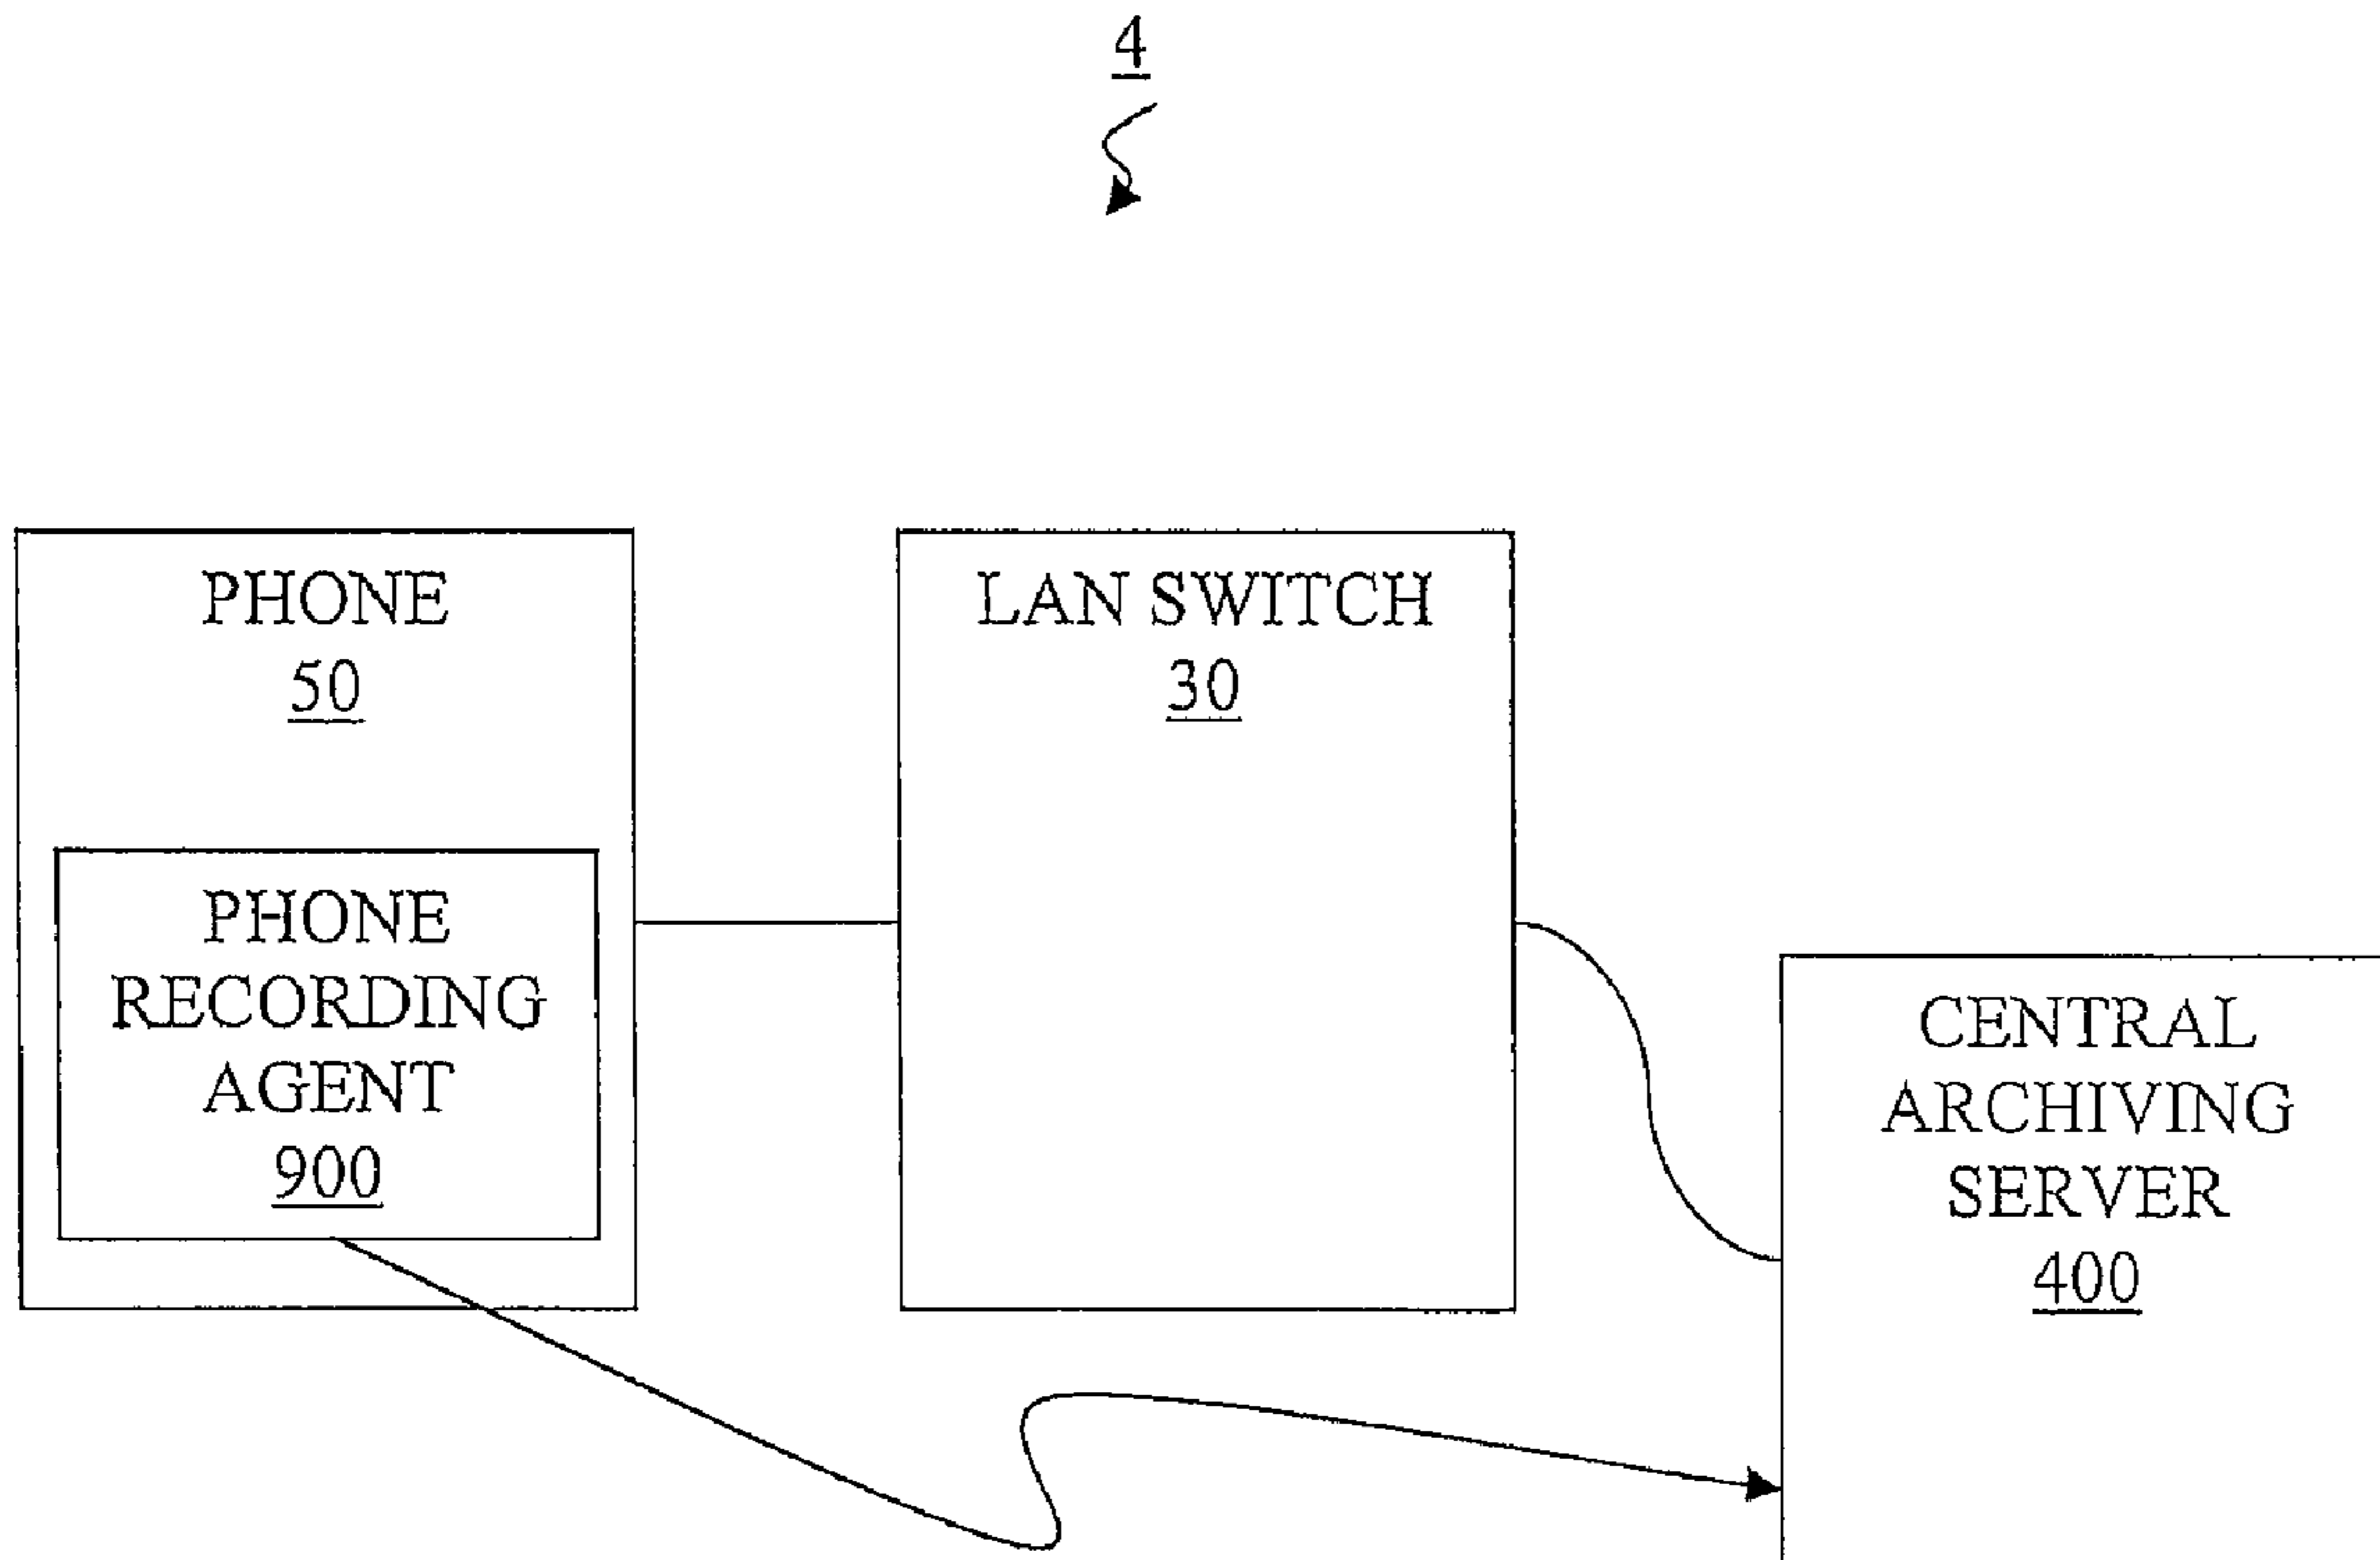 4
PHONE
50
PHONE
RECORDING
AGENT
900
LAN SWITCH
30
CENTRAL
ARCHIVING
SERVER
400